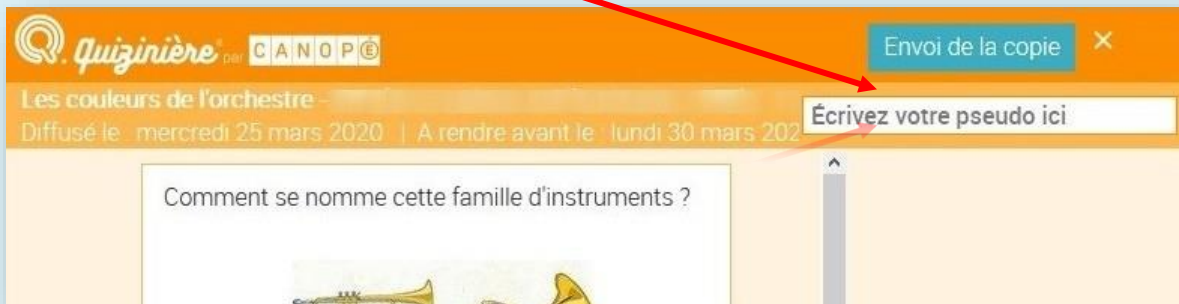 Quizinière par CANOPÉ
Envoi de la copie ×
Les couleurs de l'orchestre -
Diffusé le mercredi 25 mars 2020 | A rendre avant le lundi 30 mars 202
Écrivez votre pseudo ici
Comment se nomme cette famille d'instruments ?